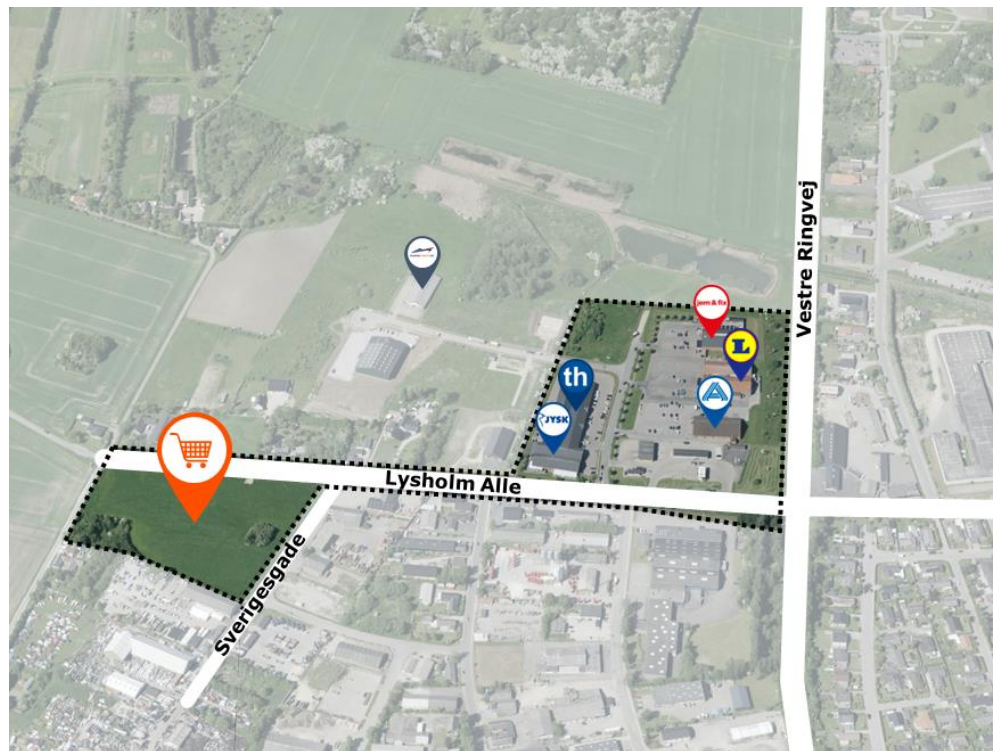 Vestre Ringvej
jem & fix
L
th
JYSK
Lysholm Alle
Sverigesgade